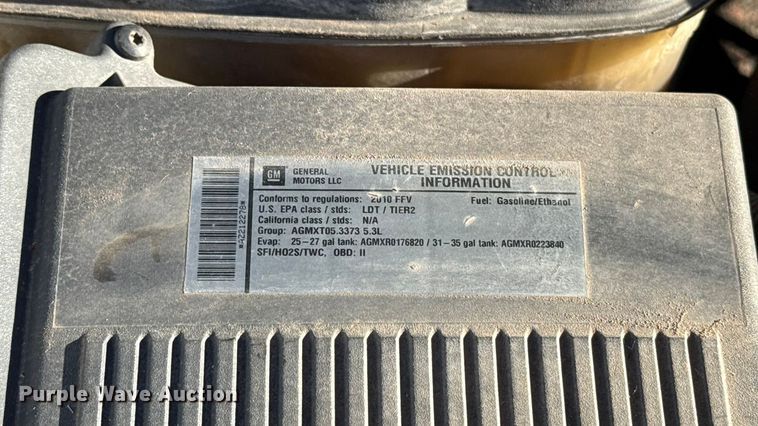 GM
GENERAL
MOTORS LLC
VEHICLE EMISSION CONTROL
INFORMATION
Conforms to regulations: 2010 FFV Fuel: Gasoline/Ethanol
U.S. EPA class / stds: LDT / TIER2
California class / stds: N/A
Group: AGMXT05.3373 5.3L
Evap: 25-27 gal tank: AGMXR0176820 / 31-35 gal tank: AGMXR0223840
SFI/HO2S/TWC, OBD: II
*A2212278*
Purple Wave Auction